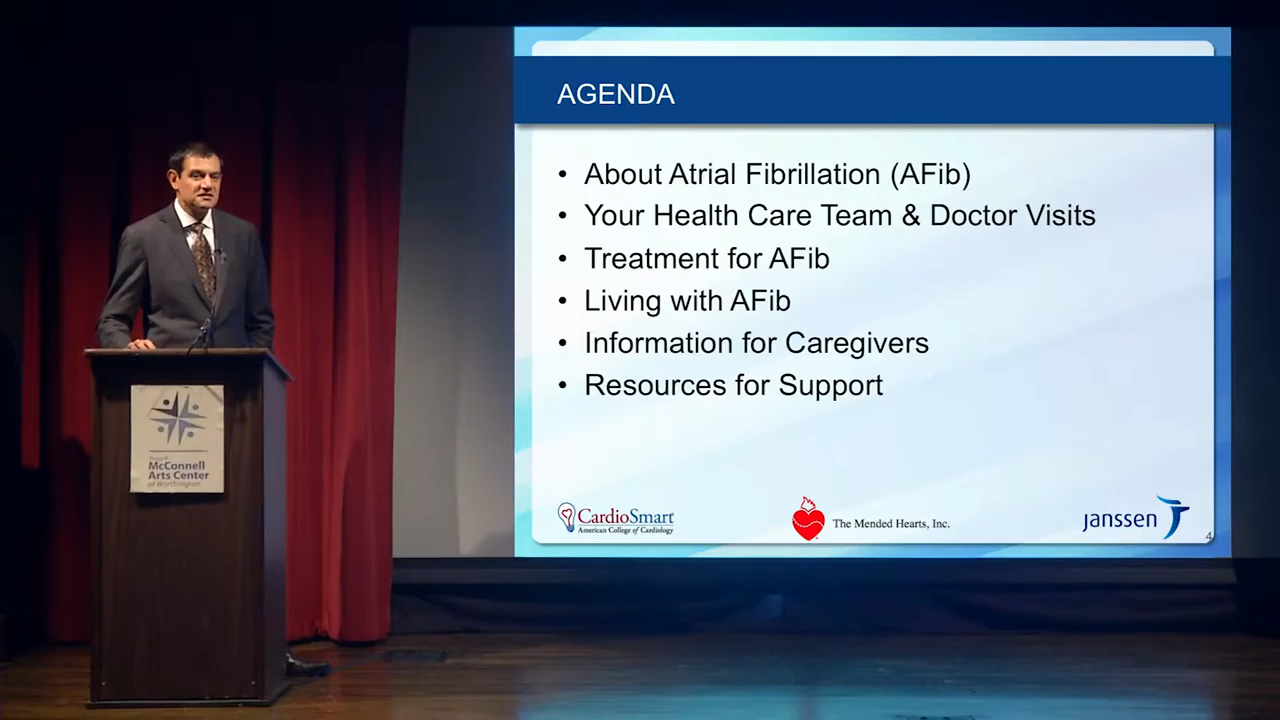 AGENDA
• About Atrial Fibrillation (AFib)
• Your Health Care Team & Doctor Visits
• Treatment for AFib
• Living with AFib
• Information for Caregivers
• Resources for Support
CardioSmart
American College of Cardiology
The Mended Hearts, Inc.
janssen
4
McConnell
Arts Center
of Worthington